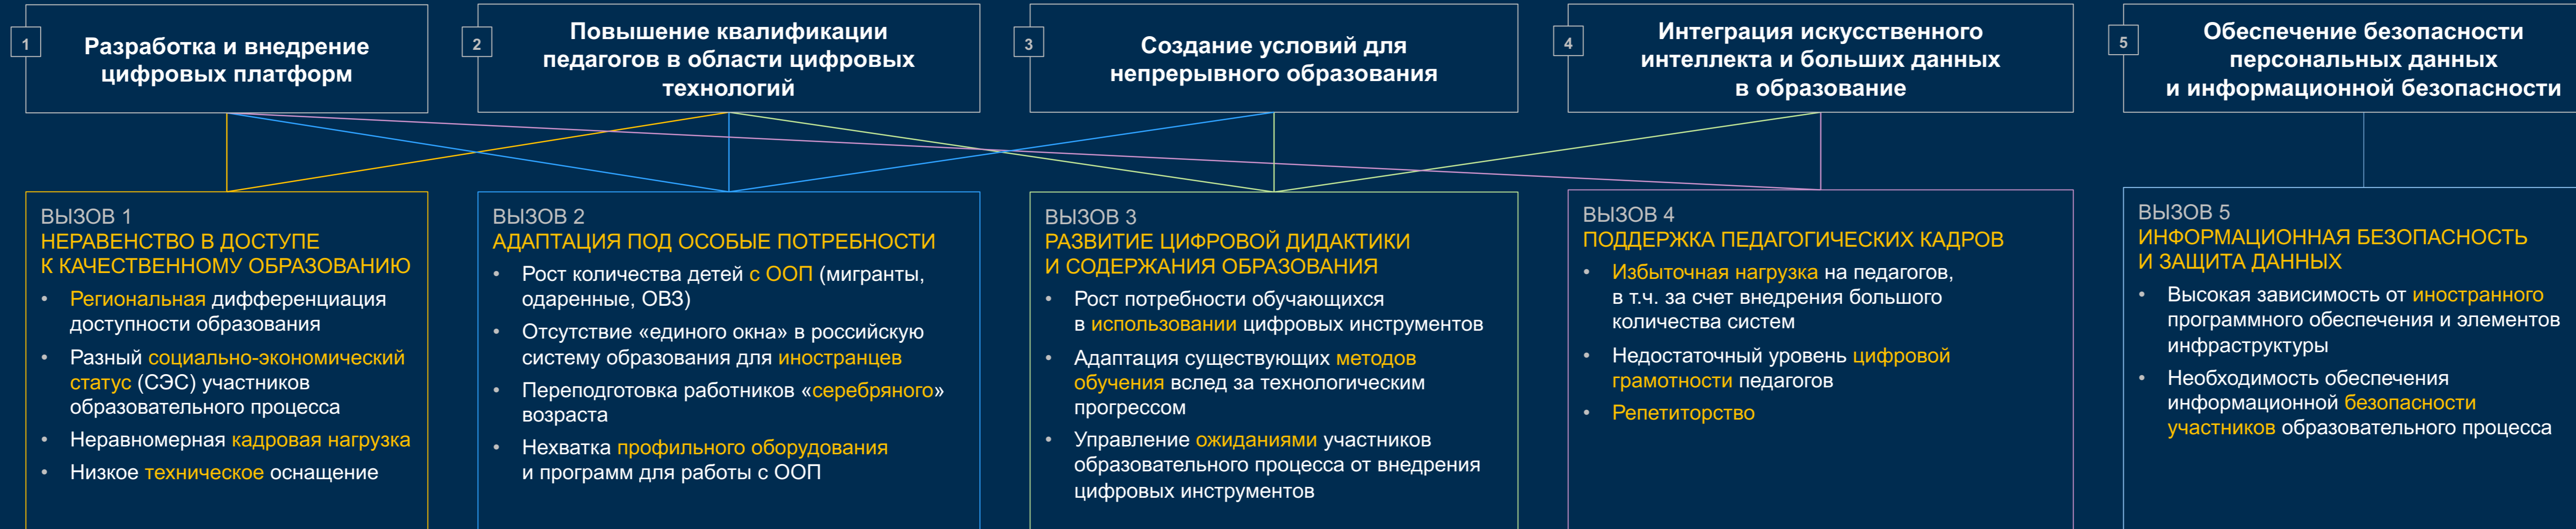 1
Разработка и внедрение
цифровых платформ
2
Повышение квалификации
педагогов в области цифровых
технологий
3
Создание условий для
непрерывного образования
4
Интеграция искусственного
интеллекта и больших данных
в образование
5
Обеспечение безопасности
персональных данных
и информационной безопасности
ВЫЗОВ 1
НЕРАВЕНСТВО В ДОСТУПЕ
К КАЧЕСТВЕННОМУ ОБРАЗОВАНИЮ
• Региональная дифференциация
доступности образования
• Разный социально-экономический
статус (СЭС) участников
образовательного процесса
• Неравномерная кадровая нагрузка
• Низкое техническое оснащение
ВЫЗОВ 2
АДАПТАЦИЯ ПОД ОСОБЫЕ ПОТРЕБНОСТИ
• Рост количества детей с ООП (мигранты,
одаренные, ОВЗ)
• Отсутствие «единого окна» в российскую
систему образования для иностранцев
• Переподготовка работников «серебряного»
возраста
• Нехватка профильного оборудования
и программ для работы с ООП
ВЫЗОВ 3
РАЗВИТИЕ ЦИФРОВОЙ ДИДАКТИКИ
И СОДЕРЖАНИЯ ОБРАЗОВАНИЯ
• Рост потребности обучающихся
в использовании цифровых инструментов
• Адаптация существующих методов
обучения вслед за технологическим
прогрессом
• Управление ожиданиями участников
образовательного процесса от внедрения
цифровых инструментов
ВЫЗОВ 4
ПОДДЕРЖКА ПЕДАГОГИЧЕСКИХ КАДРОВ
• Избыточная нагрузка на педагогов,
в т.ч. за счет внедрения большого
количества систем
• Недостаточный уровень цифровой
грамотности педагогов
• Репетиторство
ВЫЗОВ 5
ИНФОРМАЦИОННАЯ БЕЗОПАСНОСТЬ
И ЗАЩИТА ДАННЫХ
• Высокая зависимость от иностранного
программного обеспечения и элементов
инфраструктуры
• Необходимость обеспечения
информационной безопасности
участников образовательного процесса